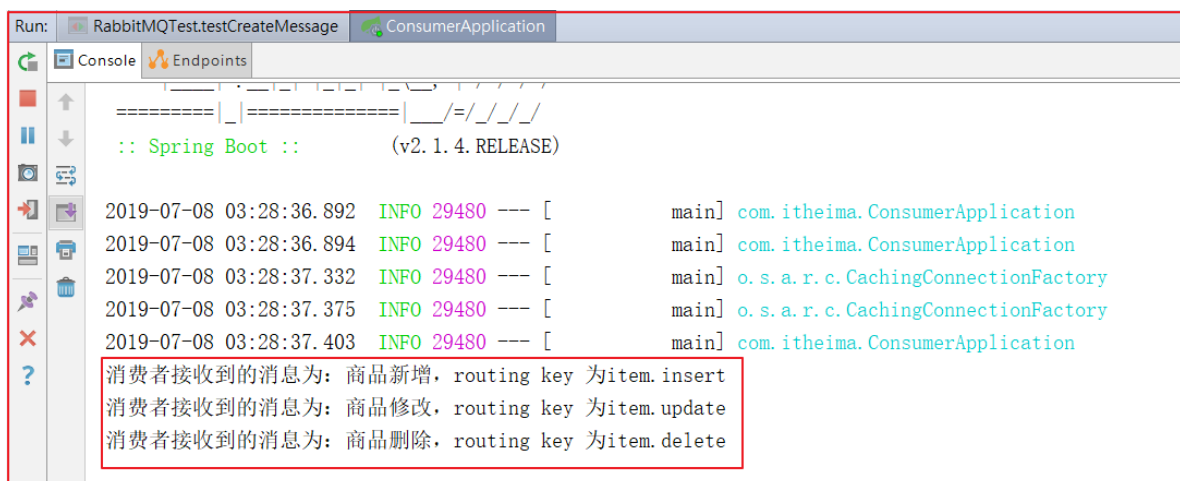 Run: RabbitMQTest.testCreateMessage ConsumerApplication
Console Endpoints
=========|_|==============|___/=/_/_/_/
:: Spring Boot :: (v2.1.4.RELEASE)
2019-07-08 03:28:36.892 INFO 29480 --- [ main] com.itheima.ConsumerApplication
2019-07-08 03:28:36.894 INFO 29480 --- [ main] com.itheima.ConsumerApplication
2019-07-08 03:28:37.332 INFO 29480 --- [ main] o.s.a.r.c.CachingConnectionFactory
2019-07-08 03:28:37.375 INFO 29480 --- [ main] o.s.a.r.c.CachingConnectionFactory
2019-07-08 03:28:37.403 INFO 29480 --- [ main] com.itheima.ConsumerApplication
消费者接收到的消息为：商品新增，routing key 为item.insert
消费者接收到的消息为：商品修改，routing key 为item.update
消费者接收到的消息为：商品删除，routing key 为item.delete